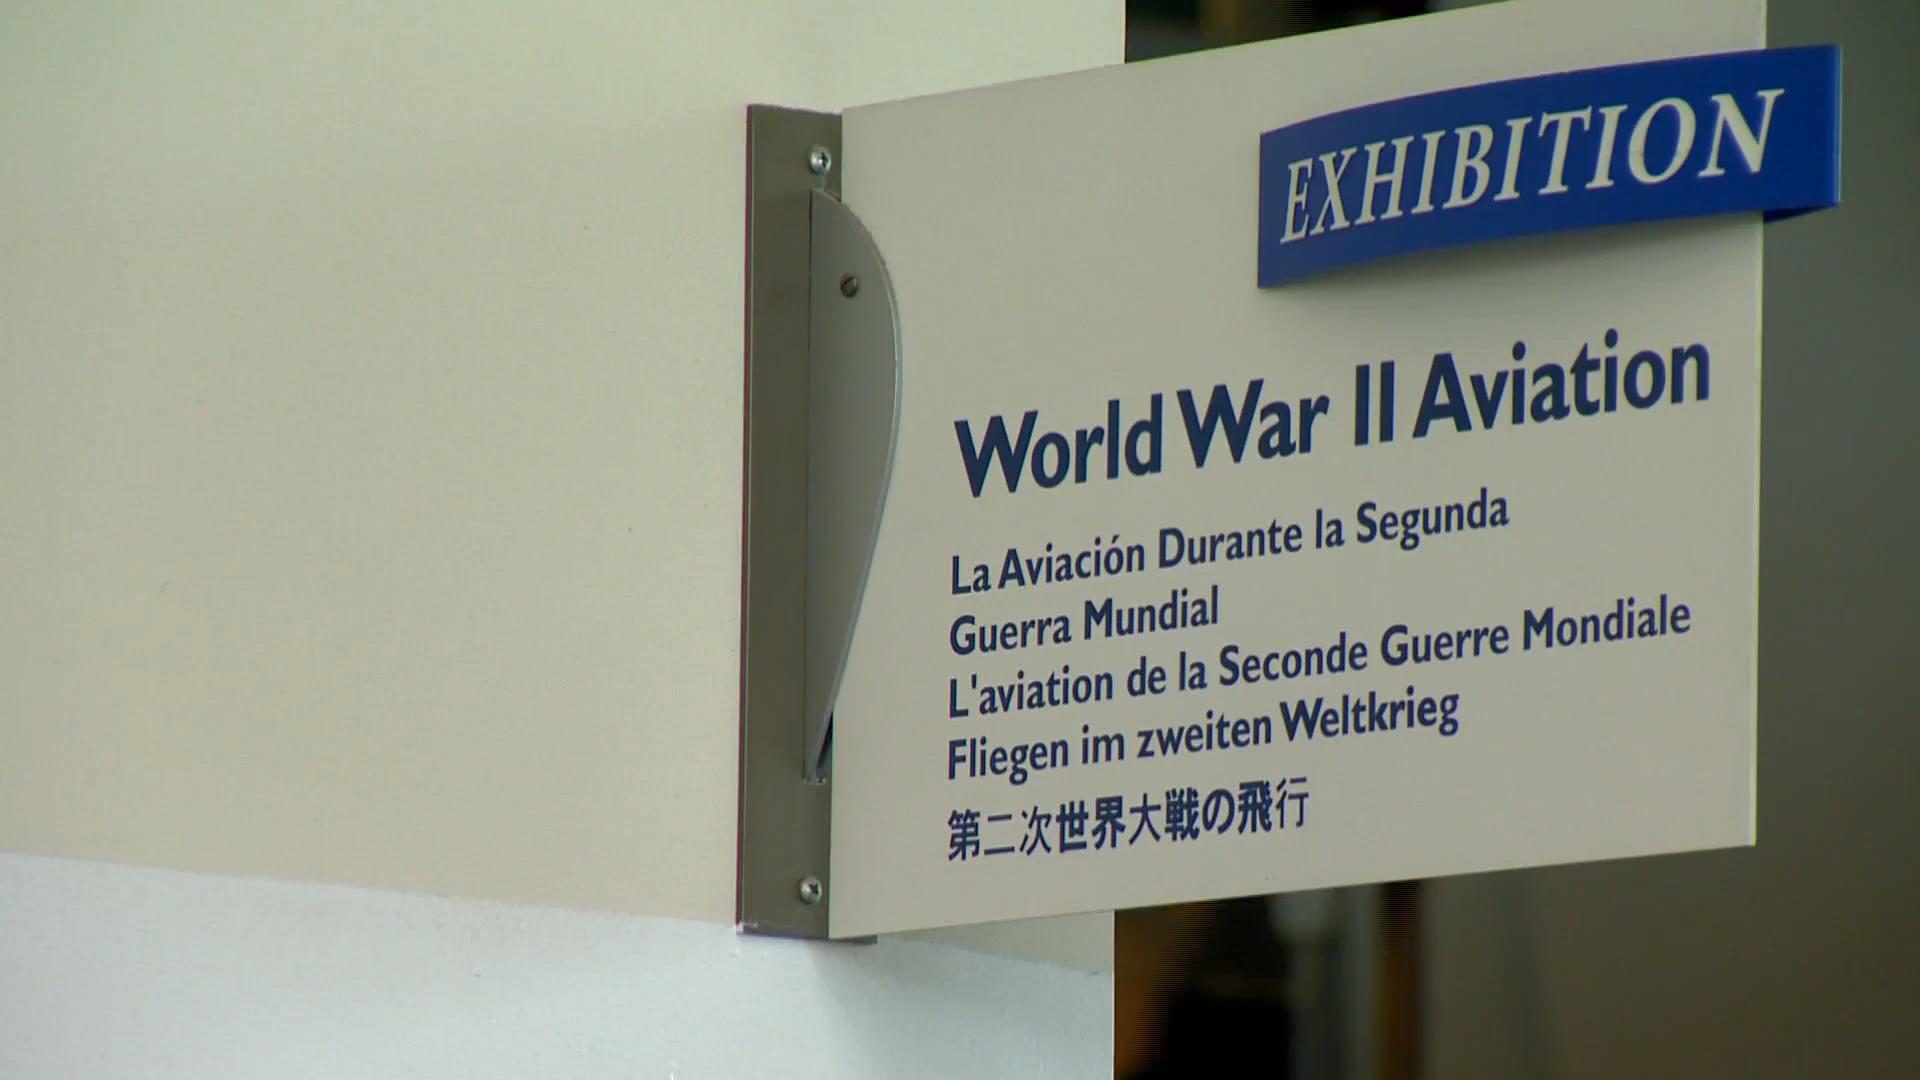 EXHIBITION
World War II Aviation
La Aviación Durante la Segunda
Guerra Mundial
L'aviation de la Seconde Guerre Mondiale
Fliegen im zweiten Weltkrieg
第二次世界大戦の飛行